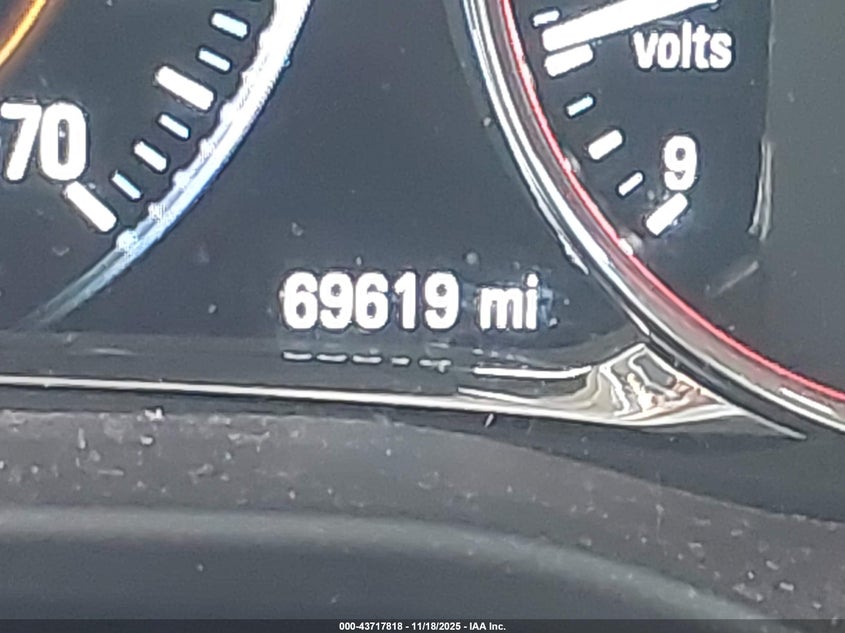 volts
70
9
69619 mi
000-43717818 - 11/18/2025 - IAA Inc.